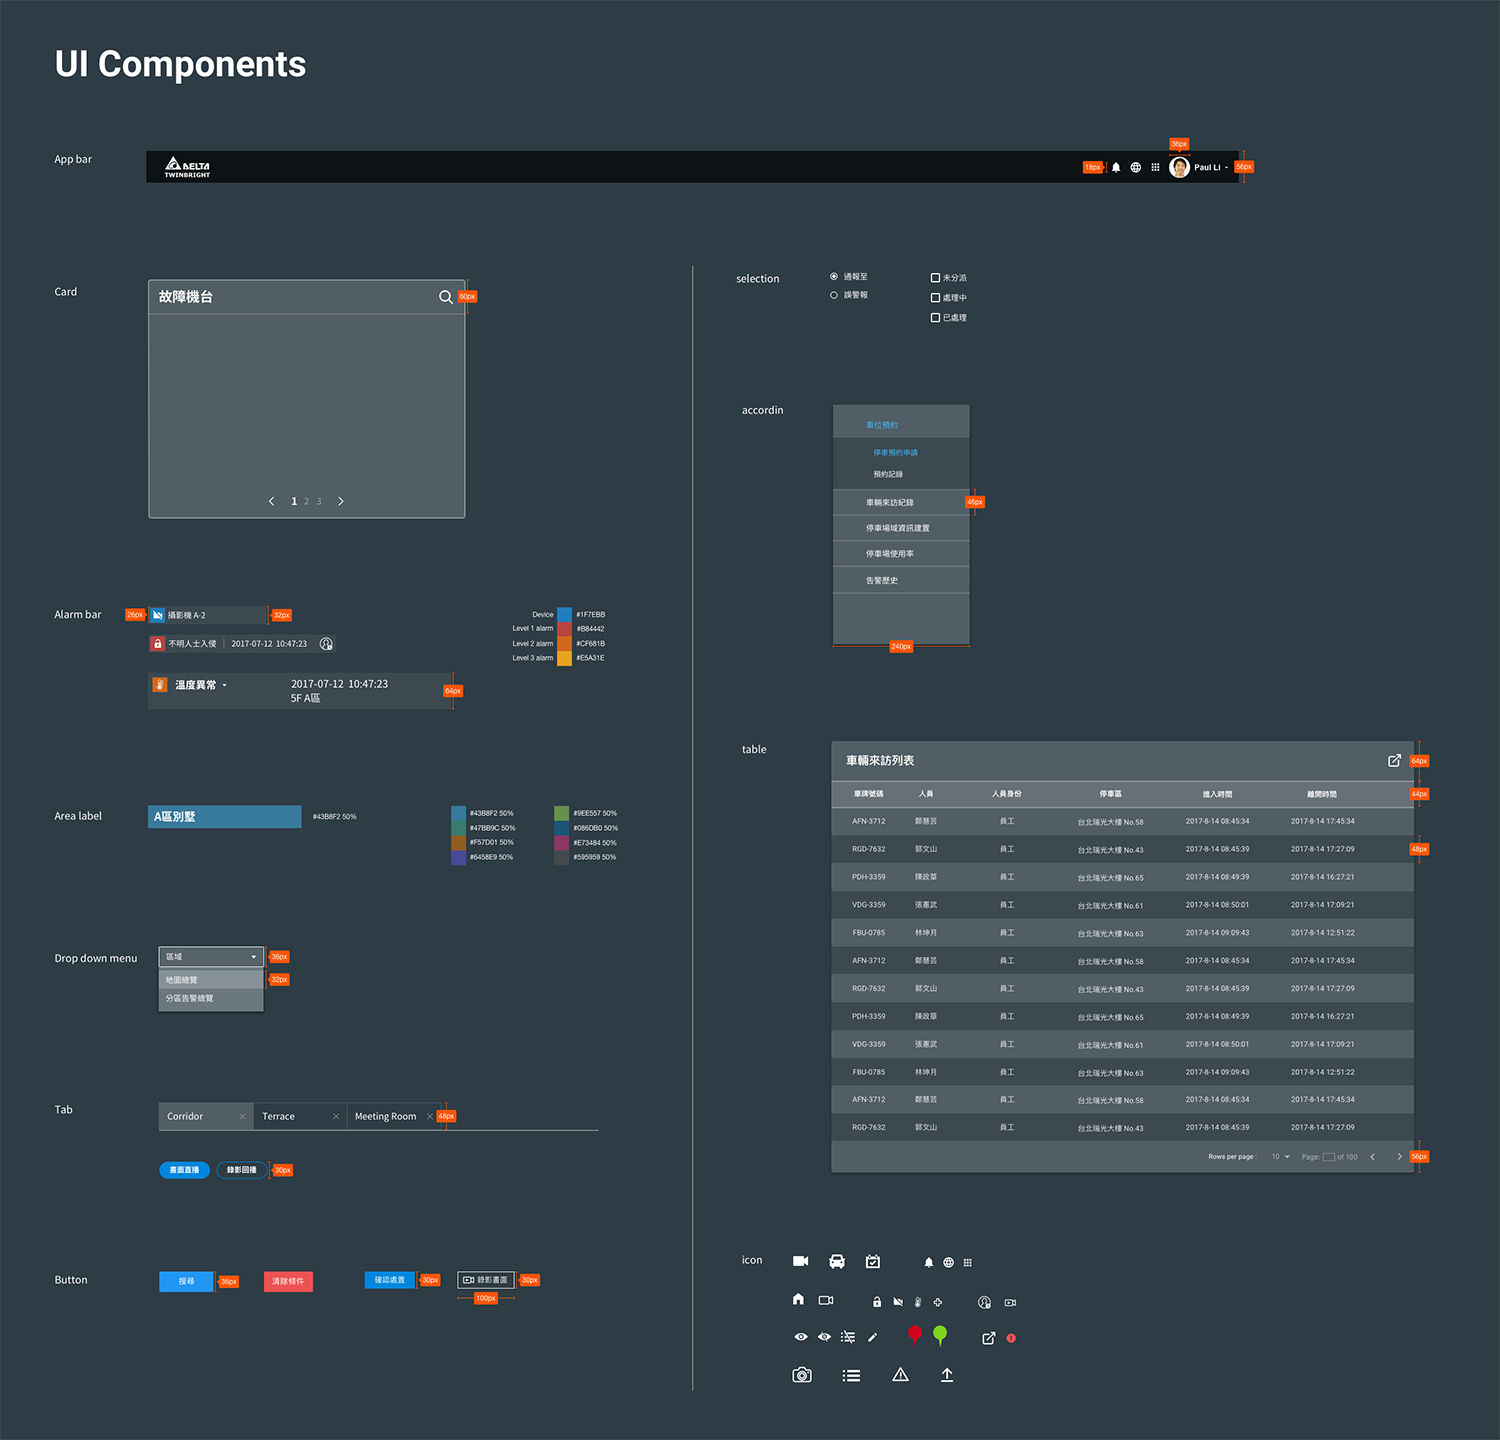 UI Components
App bar
DELTA
TWINBRIGHT
18px
36px
Paul Li
56px
Card
故障機台
60px
1 2 3
Alarm bar
26px
攝影機 A-2
32px
不明人士入侵 2017-07-12 10:47:23
溫度異常
2017-07-12 10:47:23
5F A區
64px
Device #1F7EBB
Level 1 alarm #B84442
Level 2 alarm #CF681B
Level 3 alarm #E5A31E
Area label
A區別墅
#43B8F2 50%
#43B8F2 50%
#47BB9C 50%
#F57D01 50%
#6458E9 50%
#9EE557 50%
#086DB0 50%
#E73484 50%
#595959 50%
Drop down menu
區域
36px
地圖總覽
32px
分區告警總覽
Tab
Corridor
Terrace
Meeting Room
48px
畫面直播
錄影回播
30px
Button
搜尋
36px
清除條件
確認處置
30px
錄影畫面
30px
100px
selection
通報至
誤警報
未分派
處理中
已處理
accordin
車位預約
停車預約申請
預約記錄
車輛來訪紀錄
46px
停車場域資訊建置
停車場使用率
告警歷史
240px
table
車輛來訪列表
64px
車牌號碼 人員 人員身份 停車區 進入時間 離開時間
44px
AFN-3712 鄭慧芸 員工 台北瑞光大樓 No.58 2017-8-14 08:45:34 2017-8-14 17:45:34
RGD-7632 郭文山 員工 台北瑞光大樓 No.43 2017-8-14 08:45:39 2017-8-14 17:27:09
48px
PDH-3359 陳政華 員工 台北瑞光大樓 No.65 2017-8-14 08:49:39 2017-8-14 16:27:21
VDG-3359 張憲武 員工 台北瑞光大樓 No.61 2017-8-14 08:50:01 2017-8-14 17:09:21
FBU-0785 林坤月 員工 台北瑞光大樓 No.63 2017-8-14 09:09:43 2017-8-14 12:51:22
AFN-3712 鄭慧芸 員工 台北瑞光大樓 No.58 2017-8-14 08:45:34 2017-8-14 17:45:34
RGD-7632 郭文山 員工 台北瑞光大樓 No.43 2017-8-14 08:45:39 2017-8-14 17:27:09
PDH-3359 陳政華 員工 台北瑞光大樓 No.65 2017-8-14 08:49:39 2017-8-14 16:27:21
VDG-3359 張憲武 員工 台北瑞光大樓 No.61 2017-8-14 08:50:01 2017-8-14 17:09:21
FBU-0785 林坤月 員工 台北瑞光大樓 No.63 2017-8-14 09:09:43 2017-8-14 12:51:22
AFN-3712 鄭慧芸 員工 台北瑞光大樓 No.58 2017-8-14 08:45:34 2017-8-14 17:45:34
RGD-7632 郭文山 員工 台北瑞光大樓 No.43 2017-8-14 08:45:39 2017-8-14 17:27:09
Rows per page : 10 Page: of 100
56px
icon